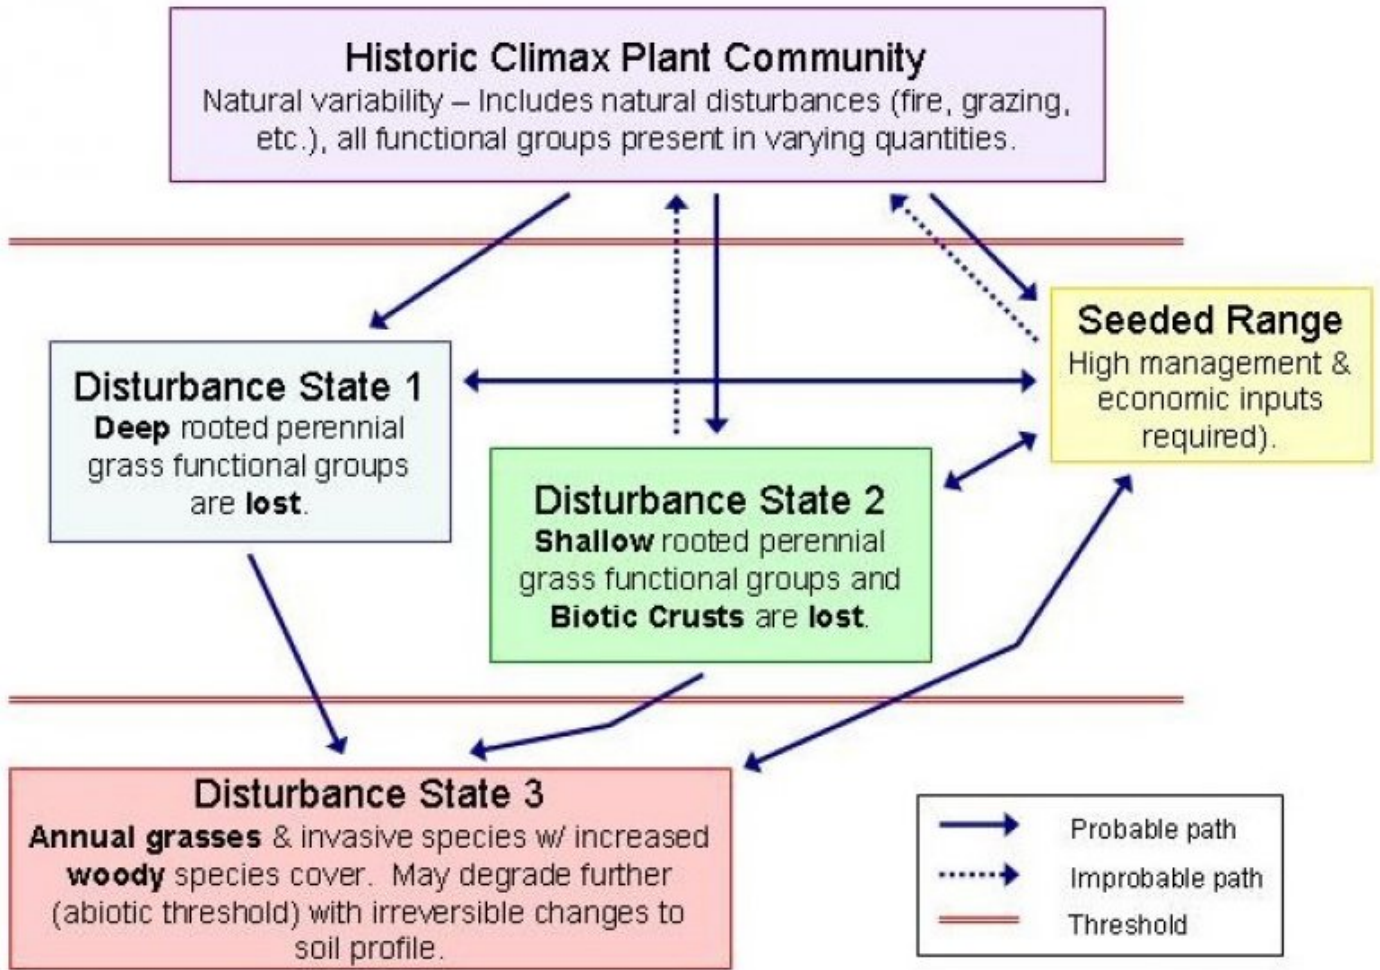 Historic Climax Plant Community
Natural variability – Includes natural disturbances (fire, grazing,
etc.), all functional groups present in varying quantities.
Seeded Range
High management &
economic inputs
required).
Disturbance State 1
Deep rooted perennial
grass functional groups
are lost.
Disturbance State 2
Shallow rooted perennial
grass functional groups and
Biotic Crusts are lost.
Disturbance State 3
Annual grasses & invasive species w/ increased
woody species cover. May degrade further
(abiotic threshold) with irreversible changes to
soil profile.
Probable path
Improbable path
Threshold